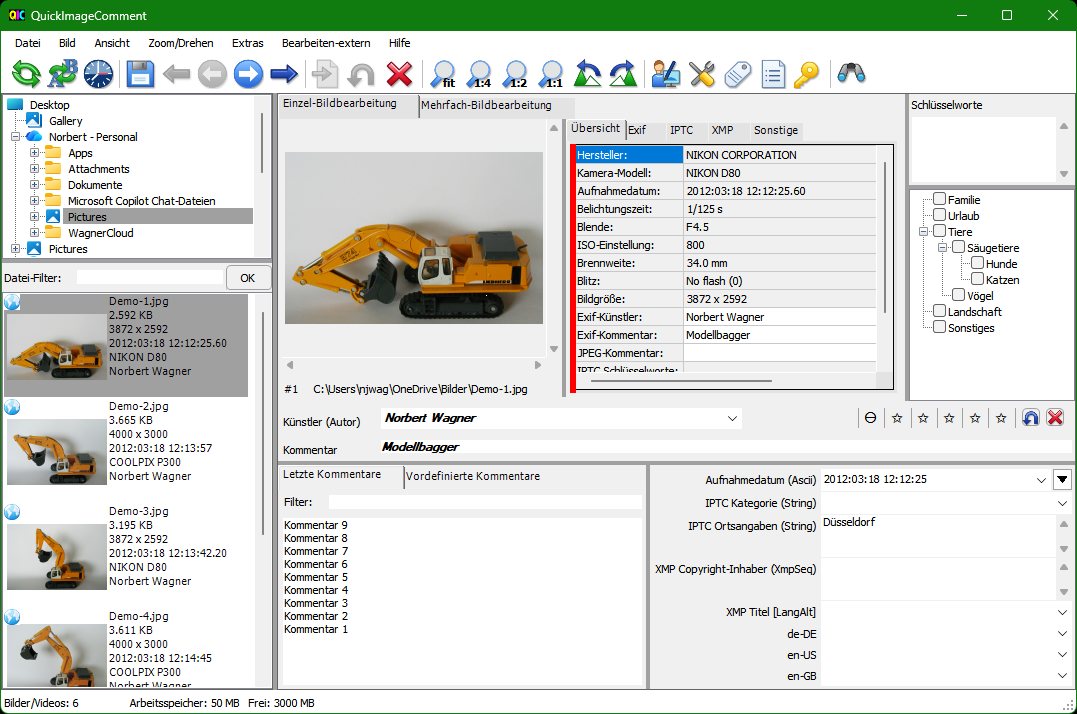 QuickImageComment
Datei Bild Ansicht Zoom/Drehen Extras Bearbeiten-extern Hilfe
fit 1:4 1:2 1:1
Desktop
Gallery
Norbert - Personal
Apps
Attachments
Dokumente
Microsoft Copilot Chat-Dateien
Pictures
WagnerCloud
Pictures
Datei-Filter: OK
Demo-1.jpg
2.592 KB
3872 x 2592
2012:03:18 12:12:25.60
NIKON D80
Norbert Wagner
Demo-2.jpg
3.665 KB
4000 x 3000
2012:03:18 12:13:57
COOLPIX P300
Norbert Wagner
Demo-3.jpg
3.195 KB
3872 x 2592
2012:03:18 12:13:42.20
NIKON D80
Norbert Wagner
Demo-4.jpg
3.611 KB
4000 x 3000
2012:03:18 12:14:45
COOLPIX P300
Norbert Wagner
Einzel-Bildbearbeitung Mehrfach-Bildbearbeitung
#1 C:\Users\njwag\OneDrive\Bilder\Demo-1.jpg
Übersicht Exif IPTC XMP Sonstige
Hersteller: NIKON CORPORATION
Kamera-Modell: NIKON D80
Aufnahmedatum: 2012:03:18 12:12:25.60
Belichtungszeit: 1/125 s
Blende: F4.5
ISO-Einstellung: 800
Brennweite: 34.0 mm
Blitz: No flash (0)
Bildgröße: 3872 x 2592
Exif-Künstler: Norbert Wagner
Exif-Kommentar: Modellbagger
JPEG-Kommentar:
IPTC Schlüsselworte:
Schlüsselworte
Familie
Urlaub
Tiere
Säugetiere
Hunde
Katzen
Vögel
Landschaft
Sonstiges
Künstler (Autor) Norbert Wagner
Kommentar Modellbagger
Letzte Kommentare Vordefinierte Kommentare
Filter:
Kommentar 9
Kommentar 8
Kommentar 7
Kommentar 6
Kommentar 5
Kommentar 4
Kommentar 3
Kommentar 2
Kommentar 1
Aufnahmedatum (Ascii) 2012:03:18 12:12:25
IPTC Kategorie (String)
IPTC Ortsangaben (String) Düsseldorf
XMP Copyright-Inhaber (XmpSeq)
XMP Titel [LangAlt]
de-DE
en-US
en-GB
Bilder/Videos: 6 Arbeitsspeicher: 50 MB Frei: 3000 MB